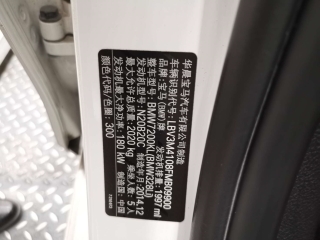 华晨宝马汽车有限公司制造
品牌: 宝马(BMW)牌
车辆识别代号: LBV3M4108FMB09900
整车型号: BMW7200KL(BMW328Li)
发动机型号: N20B20C 发动机排量: 1997 ml
最大允许总质量: 2020 kg 制造年月: 2014.12
发动机最大净功率: 180 kW 乘坐人数: 5人
颜色代码/色图: 300 制造国: 中国